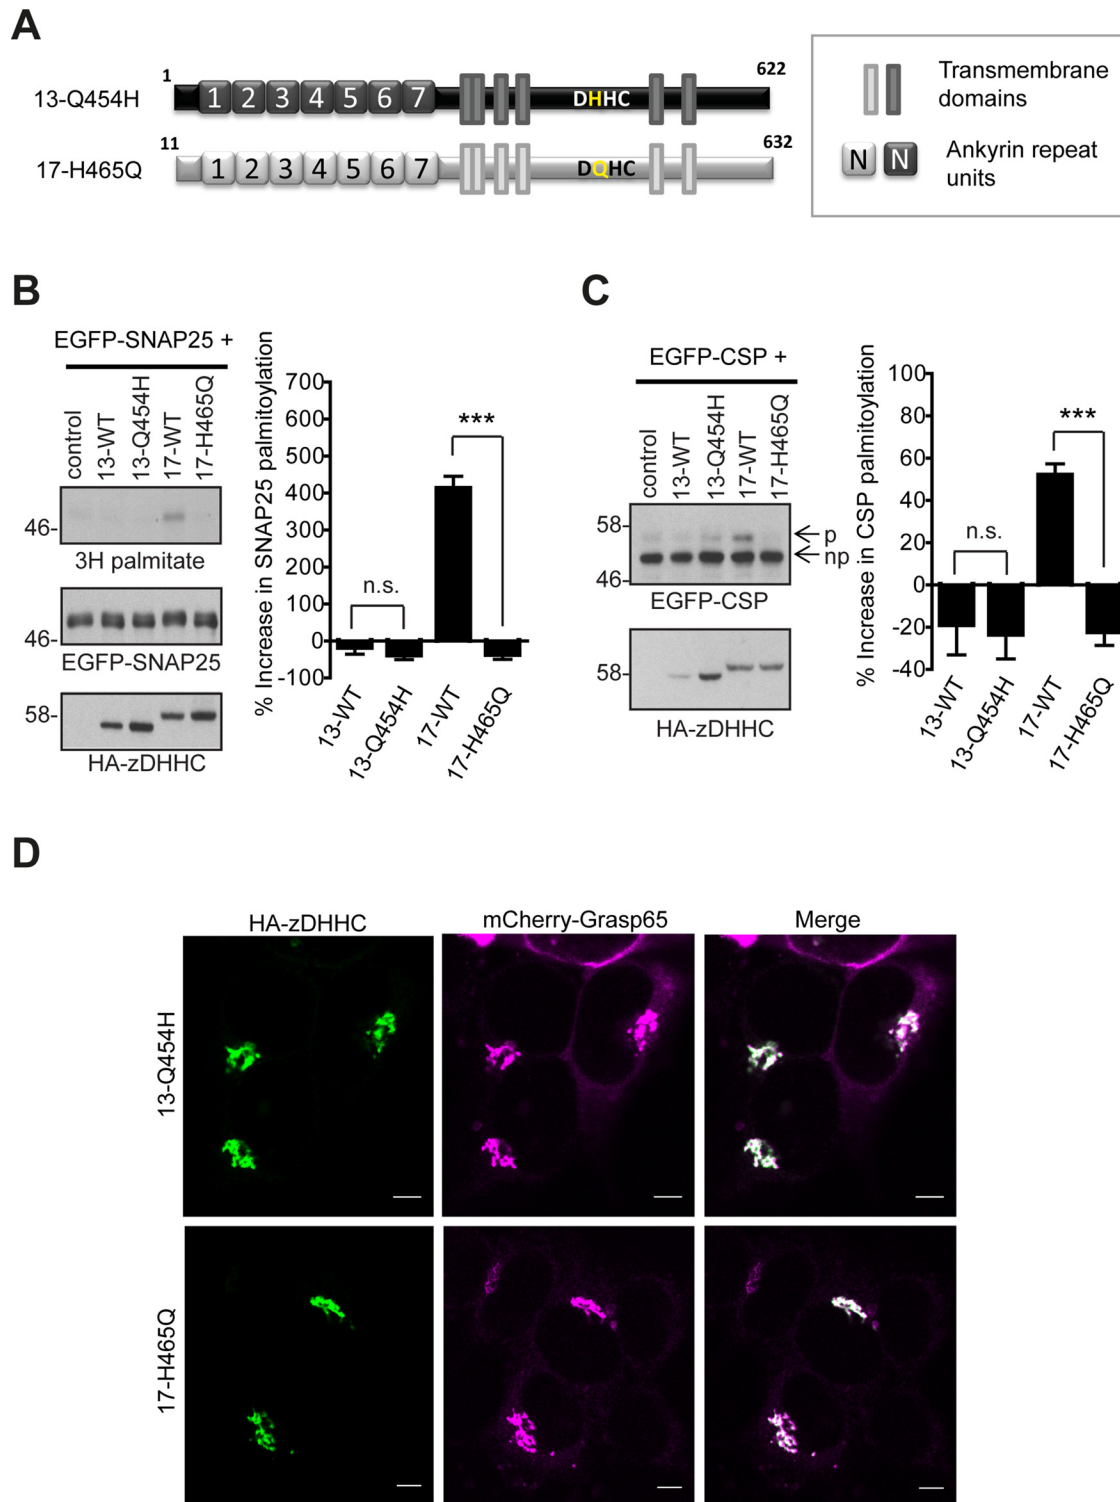 A
1
622
13-Q454H
1 2 3 4 5 6 7
DHHC
11
632
17-H465Q
1 2 3 4 5 6 7
DQHC
Transmembrane
domains
N N
Ankyrin repeat
units
B
EGFP-SNAP25 +
control
13-WT
13-Q454H
17-WT
17-H465Q
46-
3H palmitate
46-
EGFP-SNAP25
58-
HA-zDHHC
% Increase in SNAP25 palmitoylation
700
600
500
400
300
200
100
0
-100
n.s.
***
13-WT
13-Q454H
17-WT
17-H465Q
C
EGFP-CSP +
control
13-WT
13-Q454H
17-WT
17-H465Q
58-
p
np
46-
EGFP-CSP
58-
HA-zDHHC
% Increase in CSP palmitoylation
100
80
60
40
20
0
-20
-40
n.s.
***
13-WT
13-Q454H
17-WT
17-H465Q
D
HA-zDHHC
mCherry-Grasp65
Merge
13-Q454H
17-H465Q